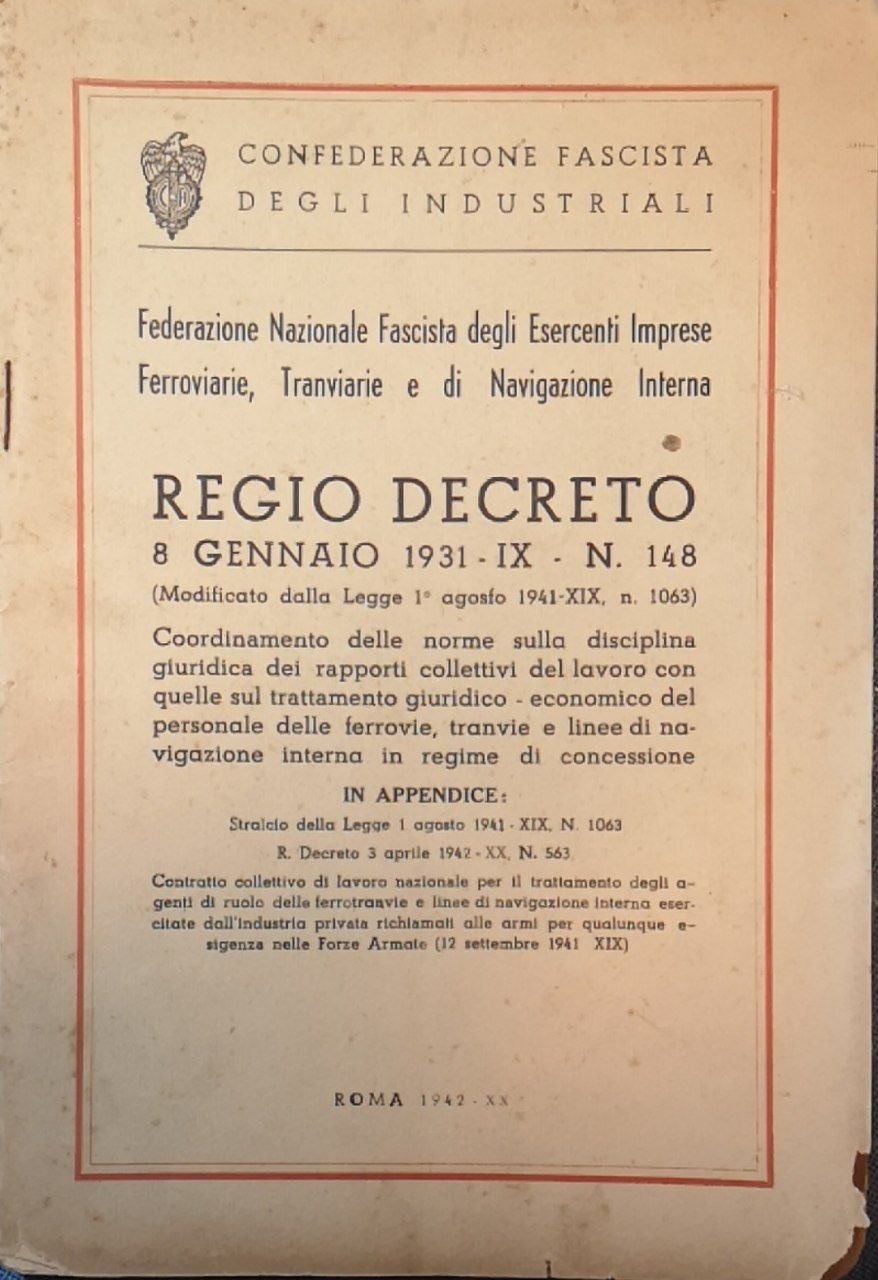 CONFEDERAZIONE FASCISTA
DEGLI INDUSTRIALI
Federazione Nazionale Fascista degli Esercenti Imprese
Ferroviarie, Tranviarie e di Navigazione Interna
REGIO DECRETO
8 GENNAIO 1931 - IX - N. 148
(Modificato dalla Legge 1° agosto 1941-XIX, n. 1063)
Coordinamento delle norme sulla disciplina
giuridica dei rapporti collettivi del lavoro con
quelle sul trattamento giuridico - economico del
personale delle ferrovie, tranvie e linee di na-
vigazione interna in regime di concessione
IN APPENDICE:
Stralcio della Legge 1 agosto 1941 - XIX, N. 1063
R. Decreto 3 aprile 1942 - XX, N. 563
Contratto collettivo di lavoro nazionale per il trattamento degli a-
genti di ruolo delle ferrotranvie e linee di navigazione interna eser-
citate dall'industria privata richiamati alle armi per qualunque e-
sigenza nelle Forze Armate (12 settembre 1941 XIX)
ROMA 1942 - XX